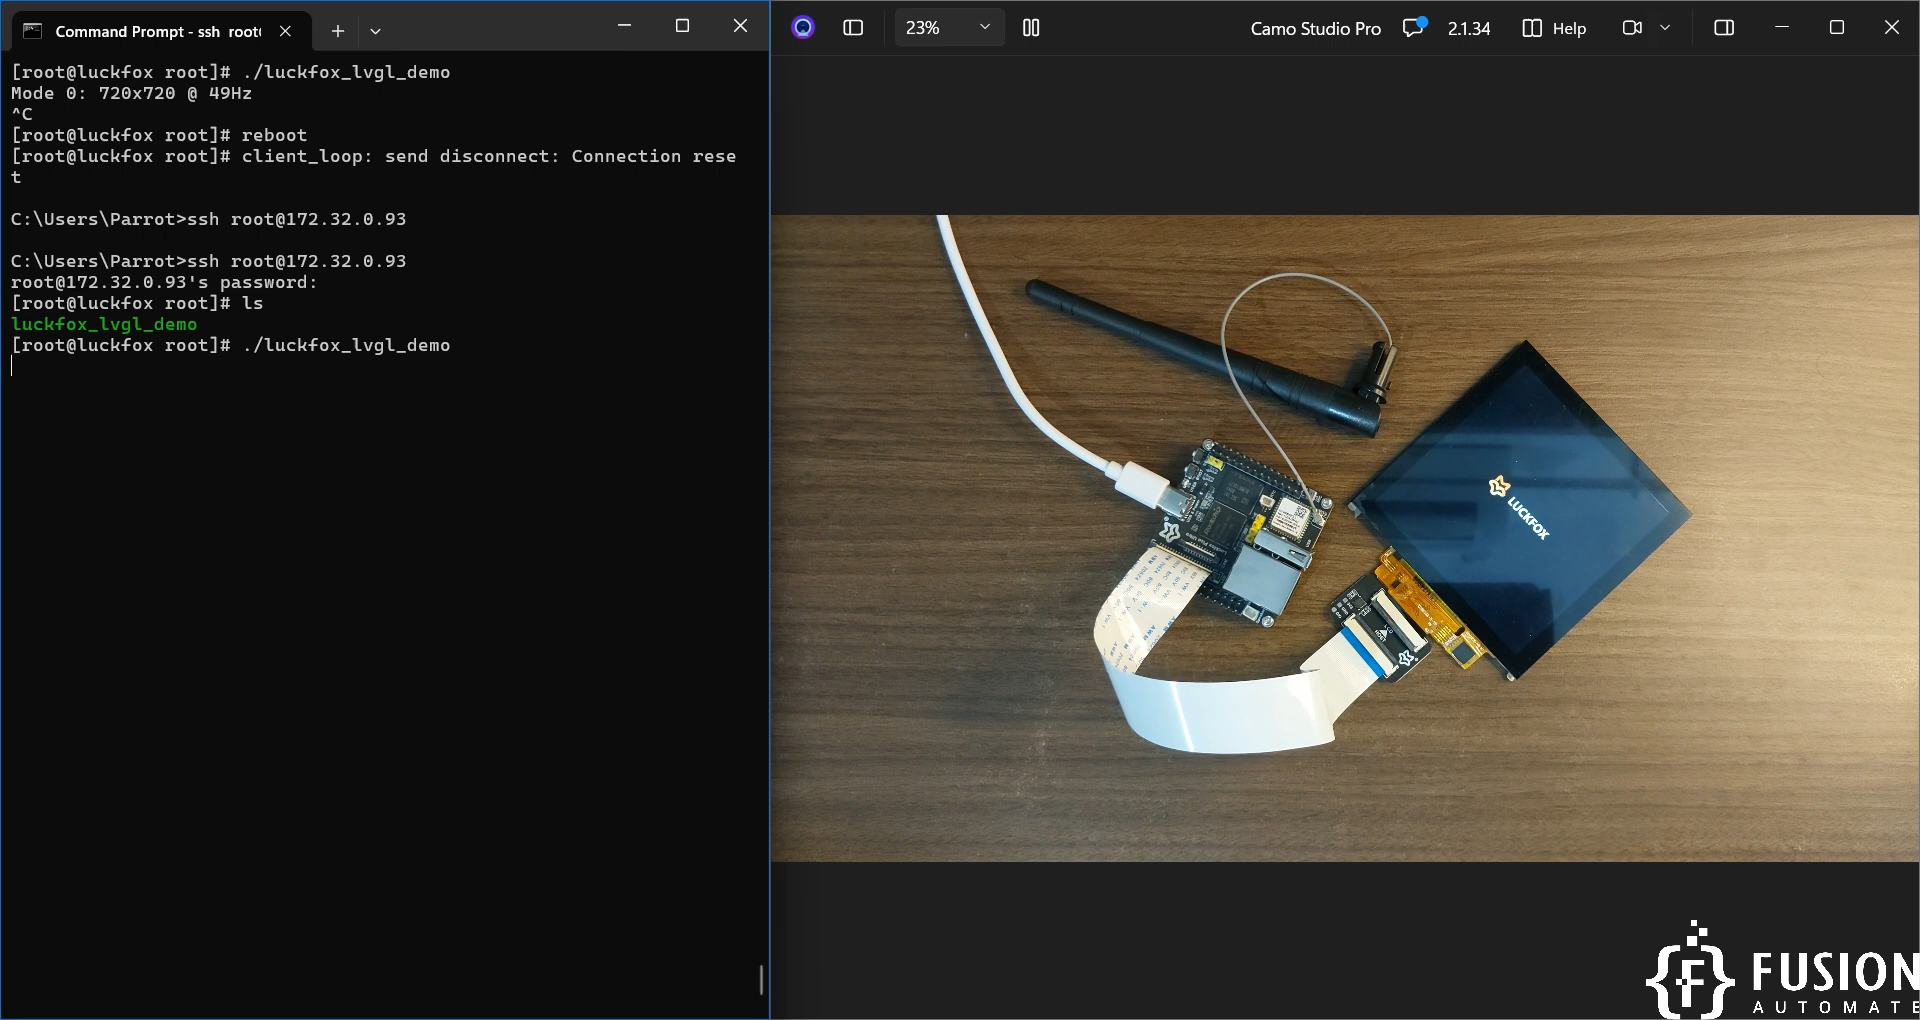 Command Prompt - ssh root(
[root@luckfox root]# ./luckfox_lvgl_demo
Mode 0: 720x720 @ 49Hz
^C
[root@luckfox root]# reboot
[root@luckfox root]# client_loop: send disconnect: Connection rese
t
C:\Users\Parrot>ssh root@172.32.0.93
C:\Users\Parrot>ssh root@172.32.0.93
root@172.32.0.93's password:
[root@luckfox root]# ls
luckfox_lvgl_demo
[root@luckfox root]# ./luckfox_lvgl_demo
23%
Camo Studio Pro
2.1.34
Help
LUCKFOX
FUSION
AUTOMATE